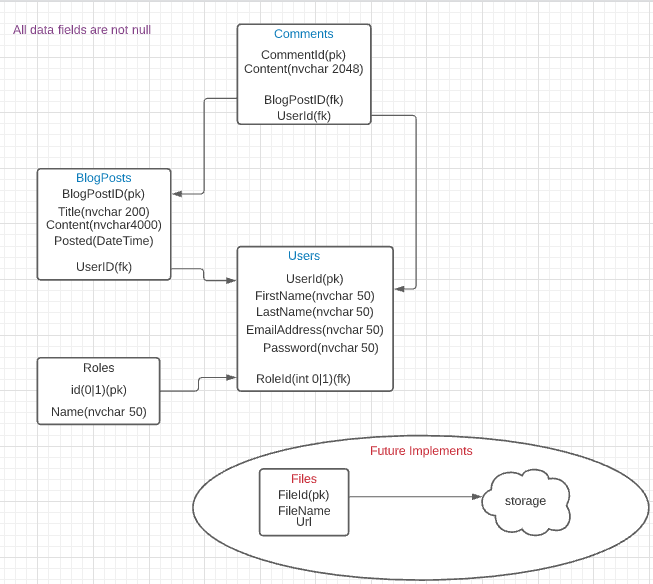 All data fields are not null
Comments
CommentId(pk)
Content(nvchar 2048)
BlogPostID(fk)
UserId(fk)
BlogPosts
BlogPostID(pk)
Title(nvchar 200)
Content(nvchar4000)
Posted(DateTime)
UserID(fk)
Users
UserId(pk)
FirstName(nvchar 50)
LastName(nvchar 50)
EmailAddress(nvchar 50)
Password(nvchar 50)
RoleId(int 0|1)(fk)
Roles
id(0|1)(pk)
Name(nvchar 50)
Future Implements
Files
FileId(pk)
FileName
Url
storage